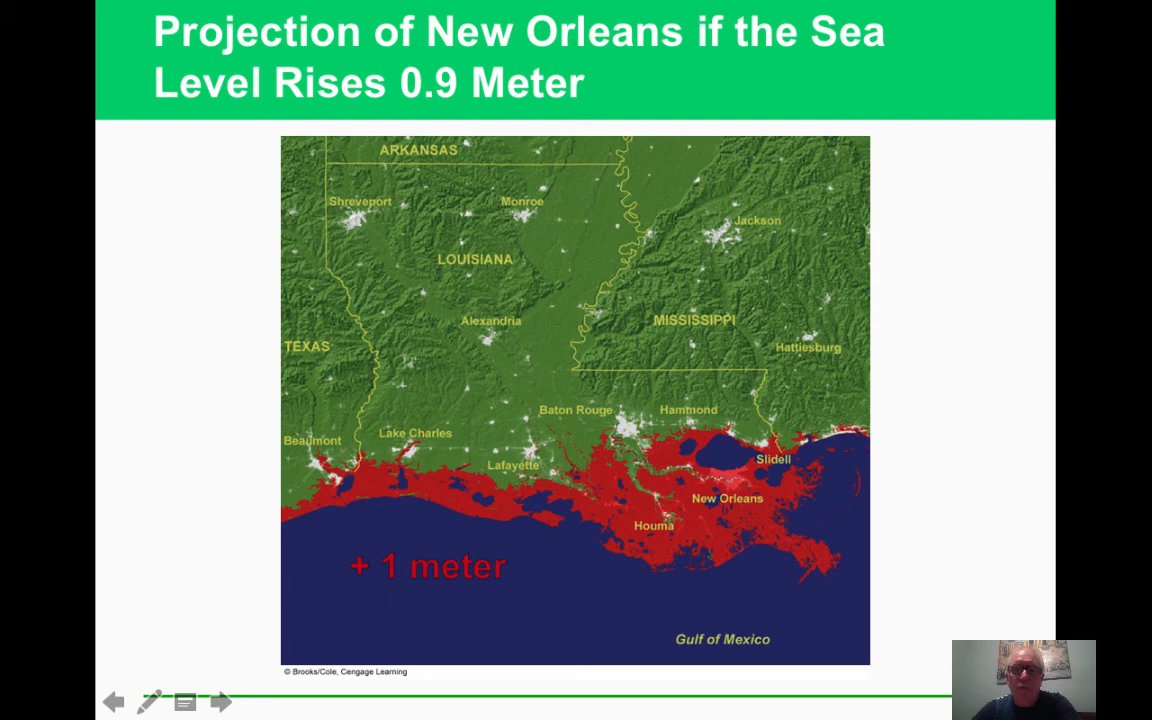 Projection of New Orleans if the Sea
Level Rises 0.9 Meter
ARKANSAS
Shreveport
Monroe
Jackson
LOUISIANA
Alexandria
MISSISSIPPI
TEXAS
Hattiesburg
Baton Rouge
Hammond
Beaumont
Lake Charles
Lafayette
Slidell
New Orleans
Houma
+ 1 meter
Gulf of Mexico
© Brooks/Cole, Cengage Learning